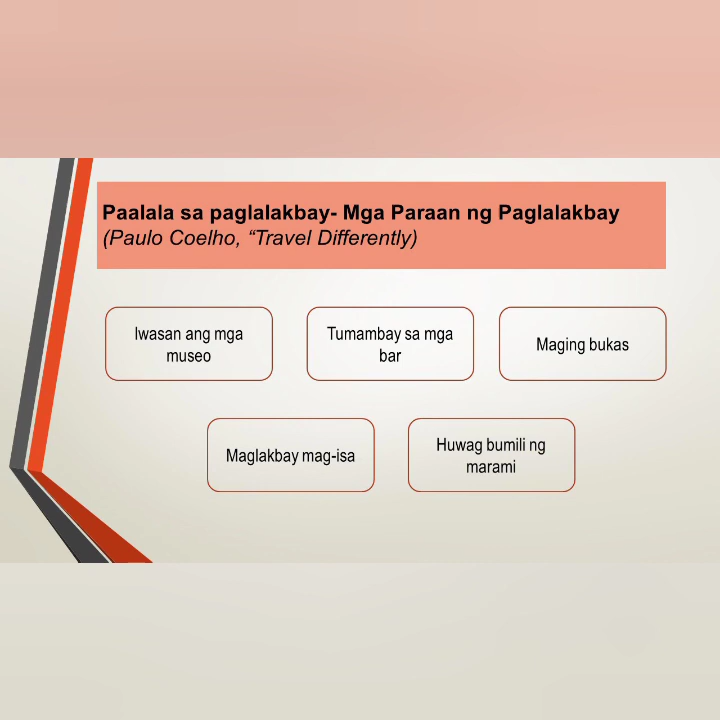 Paalala sa paglalakbay- Mga Paraan ng Paglalakbay
(Paulo Coelho, “Travel Differently)
Iwasan ang mga
museo
Tumambay sa mga
bar
Maging bukas
Maglakbay mag-isa
Huwag bumili ng
marami